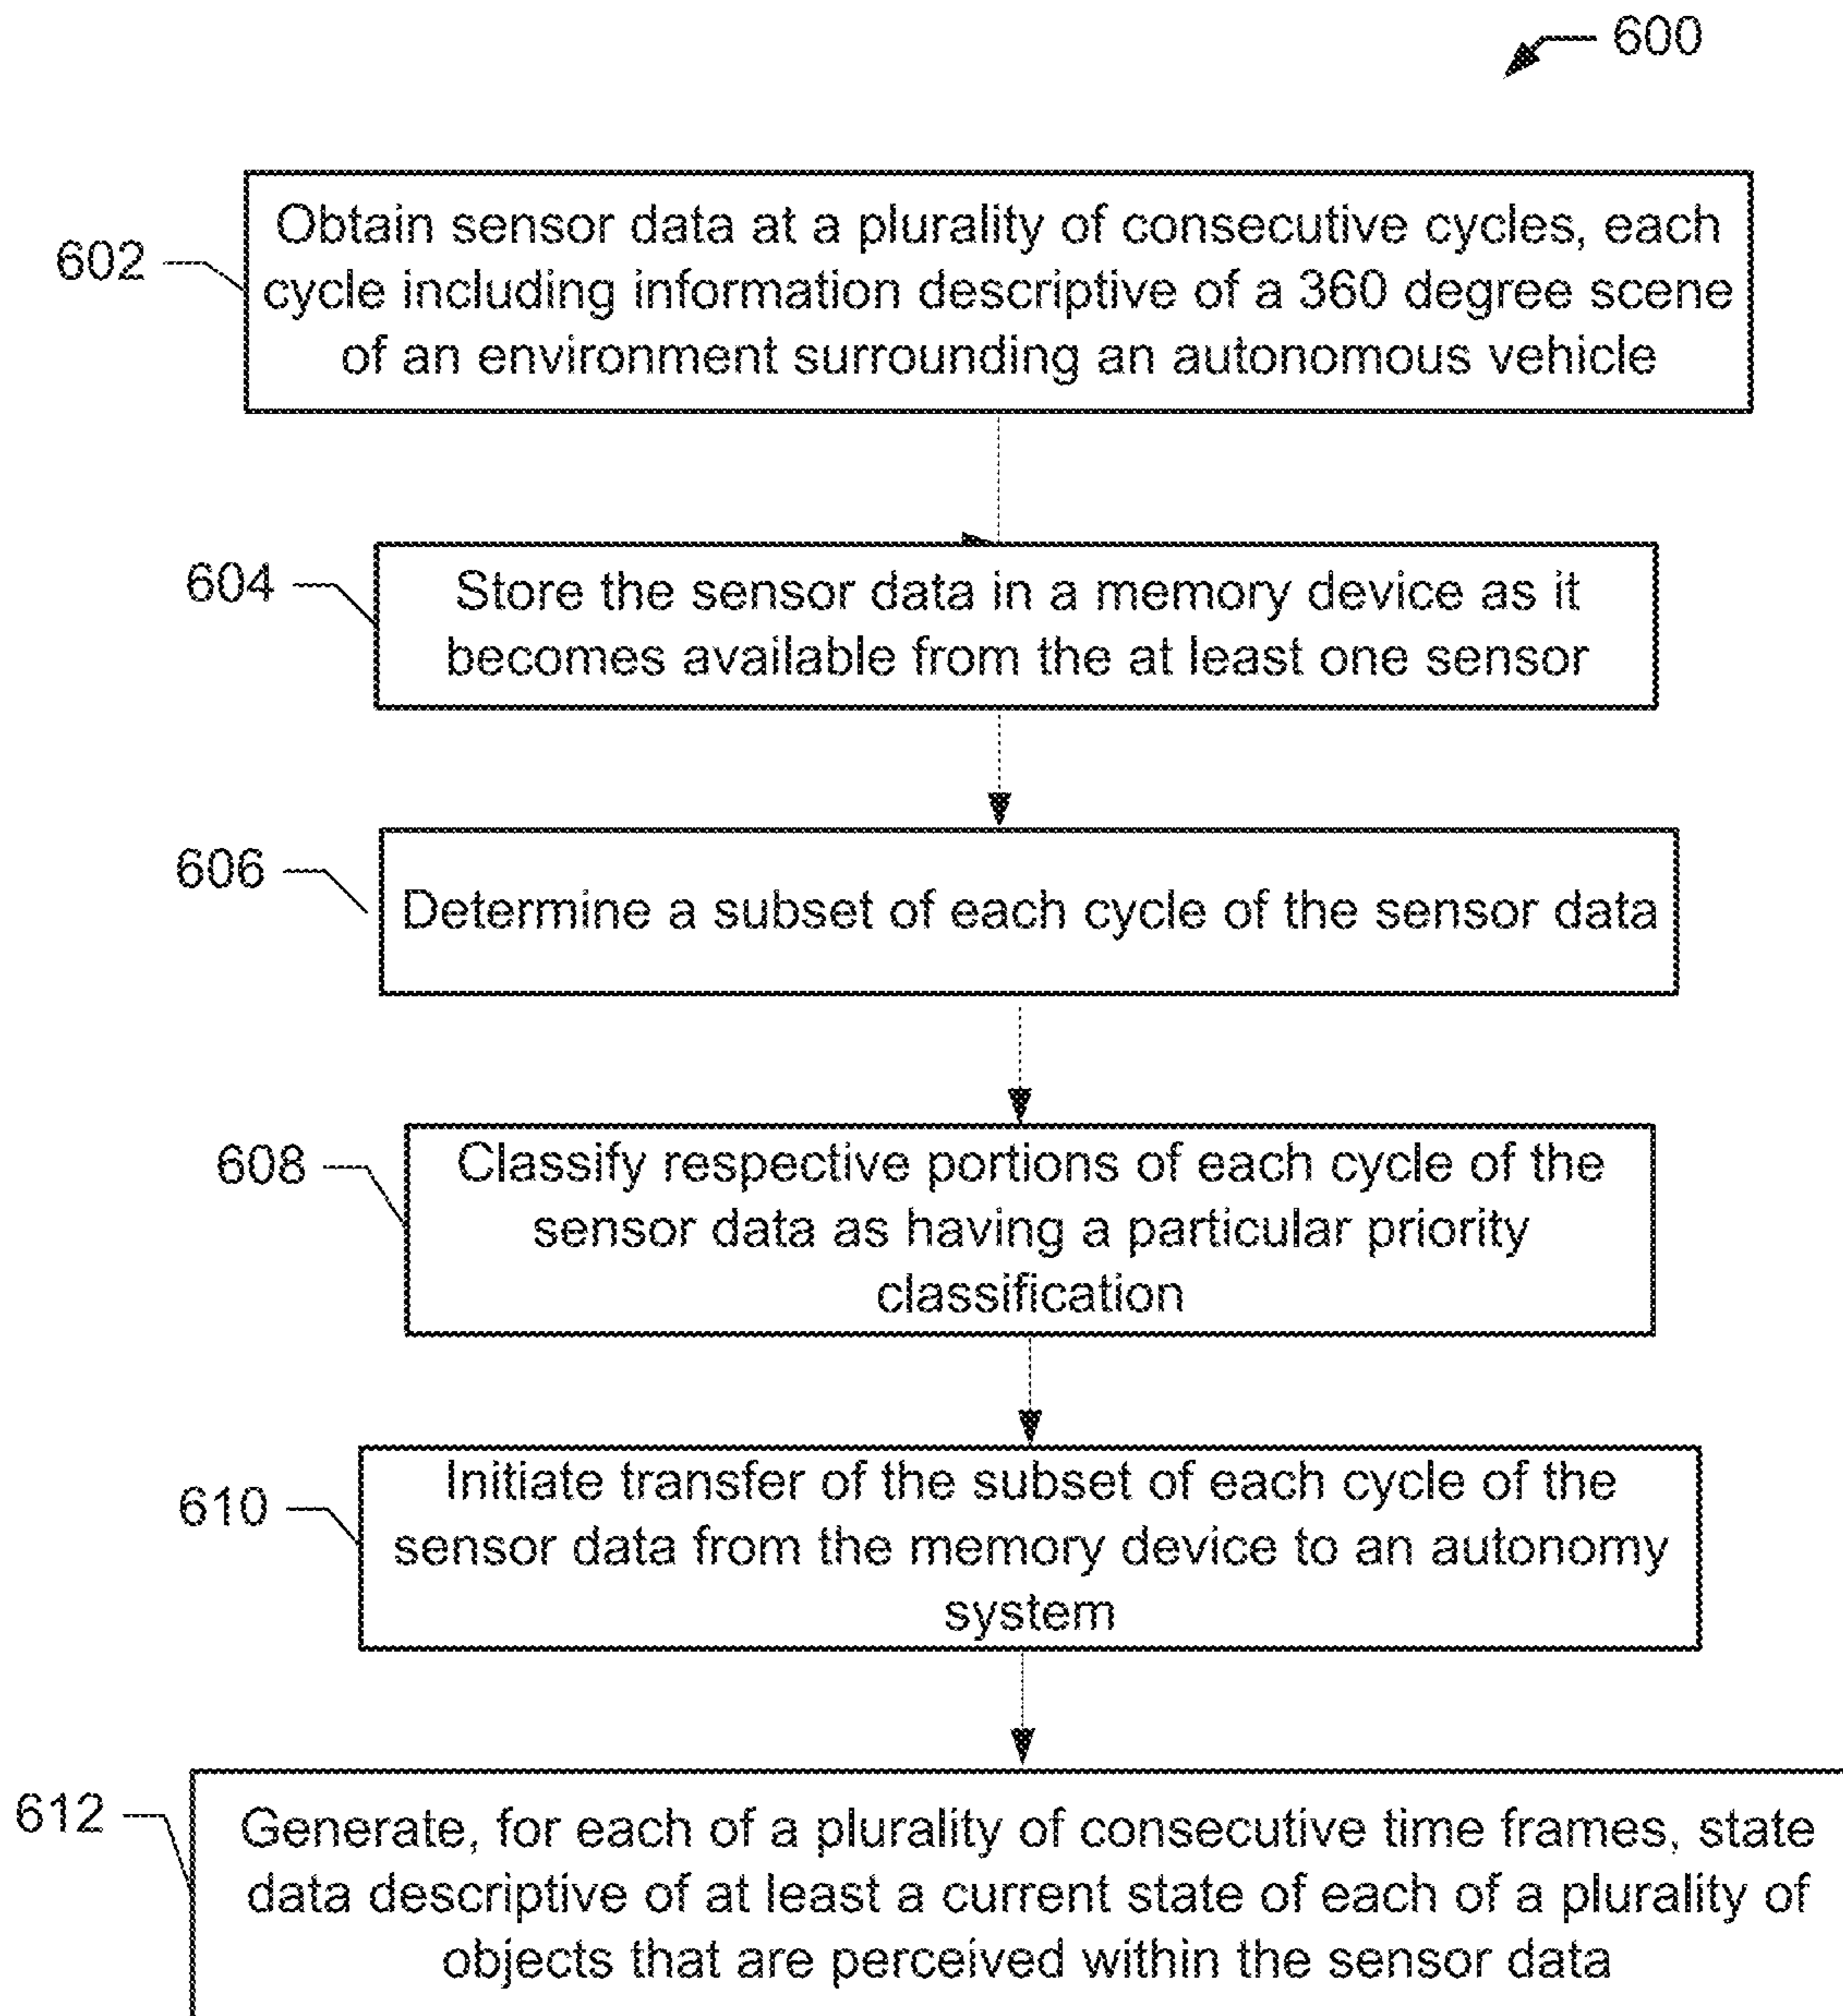 600
602
Obtain sensor data at a plurality of consecutive cycles, each
cycle including information descriptive of a 360 degree scene
of an environment surrounding an autonomous vehicle
604
Store the sensor data in a memory device as it
becomes available from the at least one sensor
606
Determine a subset of each cycle of the sensor data
608
Classify respective portions of each cycle of the
sensor data as having a particular priority
classification
610
Initiate transfer of the subset of each cycle of the
sensor data from the memory device to an autonomy
system
612
Generate, for each of a plurality of consecutive time frames, state
data descriptive of at least a current state of each of a plurality of
objects that are perceived within the sensor data